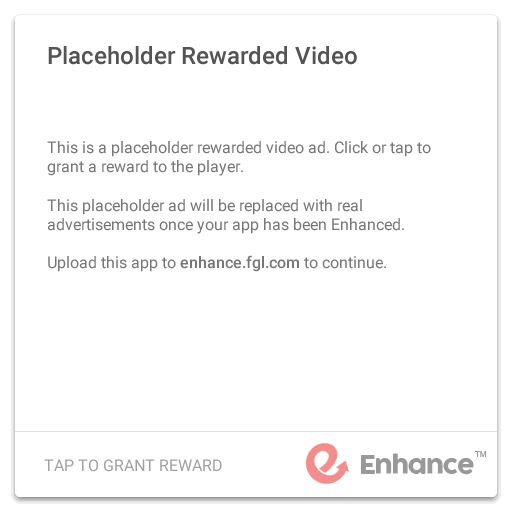 Placeholder Rewarded Video
This is a placeholder rewarded video ad. Click or tap to
grant a reward to the player.
This placeholder ad will be replaced with real
advertisements once your app has been Enhanced.
Upload this app to enhance.fgl.com to continue.
TAP TO GRANT REWARD
Enhance™